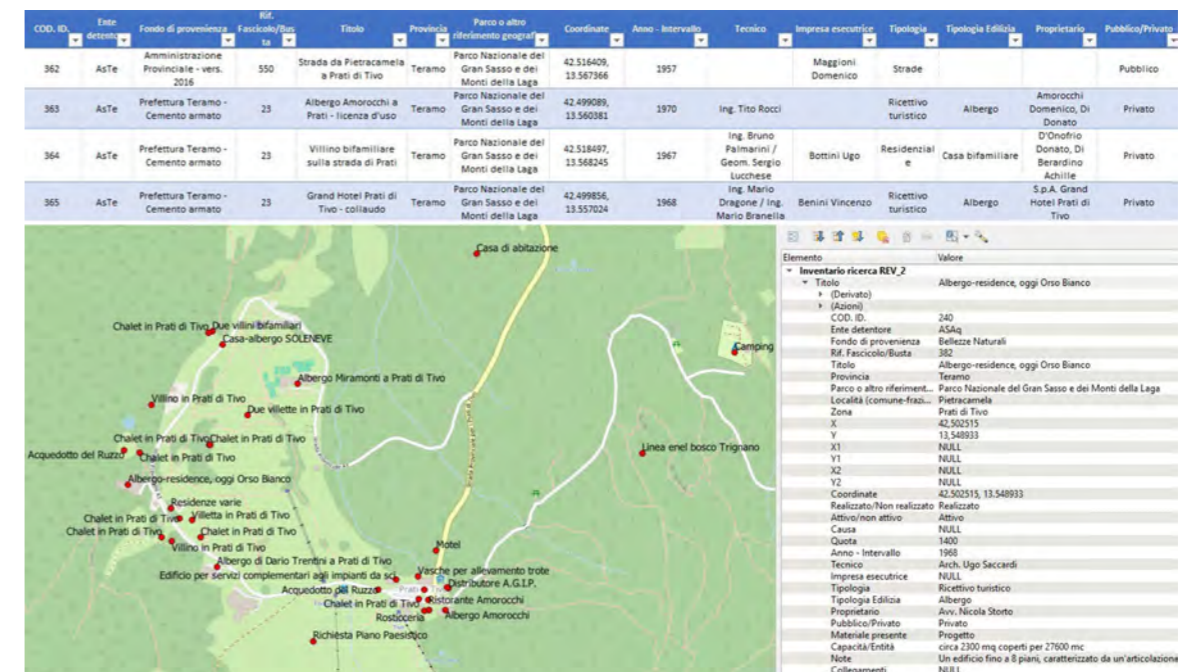 COD. ID. Ente detento Fondo di provenienza Rif. Fascicolo/Bus ta Titolo Provincia Parco o altro riferimento geograf Coordinate Anno - Intervallo Tecnico Impresa esecutrice Tipologia Tipologia Edilizia Proprietario Pubblico/Privato
362 AsTe Amministrazione Provinciale - vers. 2016 550 Strada da Pietracamela a Prati di Tivo Teramo Parco Nazionale del Gran Sasso e dei Monti della Laga 42.516409, 13.567366 1957 Maggioni Domenico Strade Pubblico
363 AsTe Prefettura Teramo - Cemento armato 23 Albergo Amorocchi a Prati - licenza d'uso Teramo Parco Nazionale del Gran Sasso e dei Monti della Laga 42.499089, 13.560381 1970 Ing. Tito Rocci Ricettivo turistico Albergo Amorocchi Domenico, Di Donato Privato
364 AsTe Prefettura Teramo - Cemento armato 23 Villino bifamiliare sulla strada di Prati Teramo Parco Nazionale del Gran Sasso e dei Monti della Laga 42.518497, 13.568245 1967 Ing. Bruno Palmarini / Geom. Sergio Lucchese Bottini Ugo Residenzial e Casa bifamiliare D'Onofrio Donato, Di Berardino Achille Privato
365 AsTe Prefettura Teramo - Cemento armato 23 Grand Hotel Prati di Tivo - collaudo Teramo Parco Nazionale del Gran Sasso e dei Monti della Laga 42.499856, 13.557024 1968 Ing. Mario Dragone / Ing. Mario Branella Benini Vincenzo Ricettivo turistico Albergo S.p.A. Grand Hotel Prati di Tivo Privato
Casa di abitazione
Chalet in Prati di Tivo Due villini bifamiliari
Casa-albergo SOLENEVE
Camping
Albergo Miramonti a Prati di Tivo
Villino in Prati di Tivo
Due villette in Prati di Tivo
Chalet in Prati di Tivo Chalet in Prati di Tivo
Acquedotto del Ruzzo Chalet in Prati di Tivo
Linea enel bosco Trignano
Albergo-residence, oggi Orso Bianco
Residenze varie
Chalet in Prati di Tivo Villetta in Prati di Tivo
Chalet in Prati di Tivo Chalet in Prati di Tivo
Villino in Prati di Tivo
Motel
Albergo di Dario Trentini a Prati di Tivo
Edificio per servizi complementari agli impianti da sci Vasche per allevamento trote
Acquedotto del Ruzzo Distributore A.G.I.P.
Chalet in Prati di Tivo Ristorante Amorocchi
Rosticceria Albergo Amorocchi
Richiesta Piano Paesistico
Elemento Valore
Inventario ricerca REV_2
Titolo Albergo-residence, oggi Orso Bianco
(Derivato)
(Azioni)
COD. ID. 240
Ente detentore ASAq
Fondo di provenienza Bellezze Naturali
Rif. Fascicolo/Busta 382
Titolo Albergo-residence, oggi Orso Bianco
Provincia Teramo
Parco o altro riferiment... Parco Nazionale del Gran Sasso e dei Monti della Laga
Località (comune-frazi... Pietracamela
Zona Prati di Tivo
X 42,502515
Y 13,548933
X1 NULL
Y1 NULL
X2 NULL
Y2 NULL
Coordinate 42.502515, 13.548933
Realizzato/Non realizzato Realizzato
Attivo/non attivo Attivo
Causa NULL
Quota 1400
Anno - Intervallo 1968
Tecnico Arch. Ugo Saccardi
Impresa esecutrice NULL
Tipologia Ricettivo turistico
Tipologia Edilizia Albergo
Proprietario Avv. Nicola Storto
Pubblico/Privato Privato
Materiale presente Progetto
Capacità/Entità circa 2300 mq coperti per 27600 mc
Note Un edificio fino a 8 piani, caratterizzato da un'articolazione
Collegamenti NULL